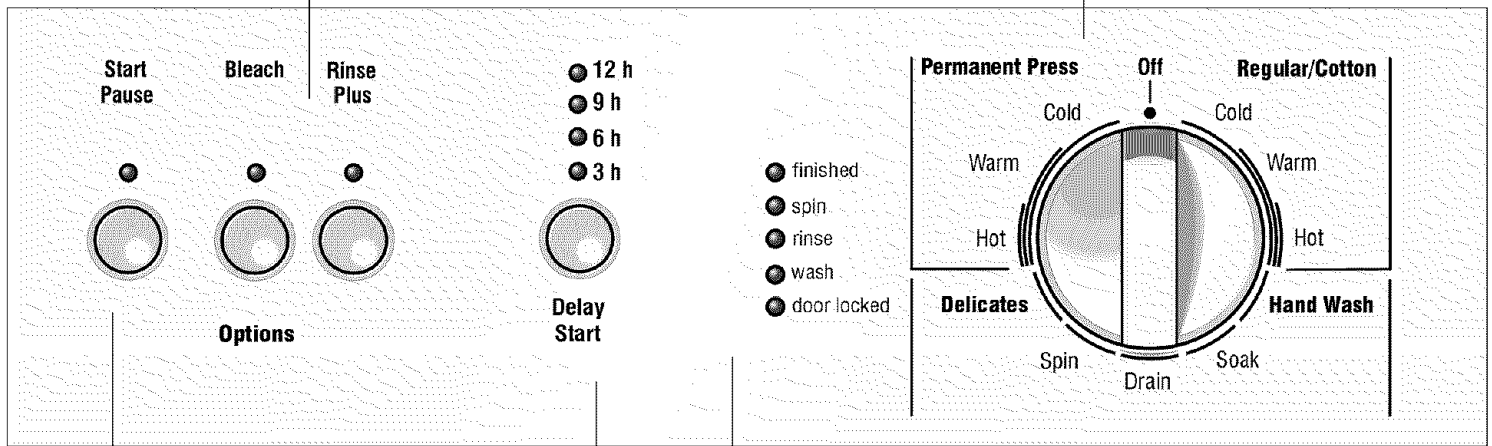 Start
Pause
Bleach
Rinse
Plus
Options
12 h
9 h
6 h
3 h
Delay
Start
finished
spin
rinse
wash
door locked
Permanent Press
Off
Regular/Cotton
Cold
Cold
Warm
Warm
Hot
Hot
Delicates
Hand Wash
Spin
Drain
Soak